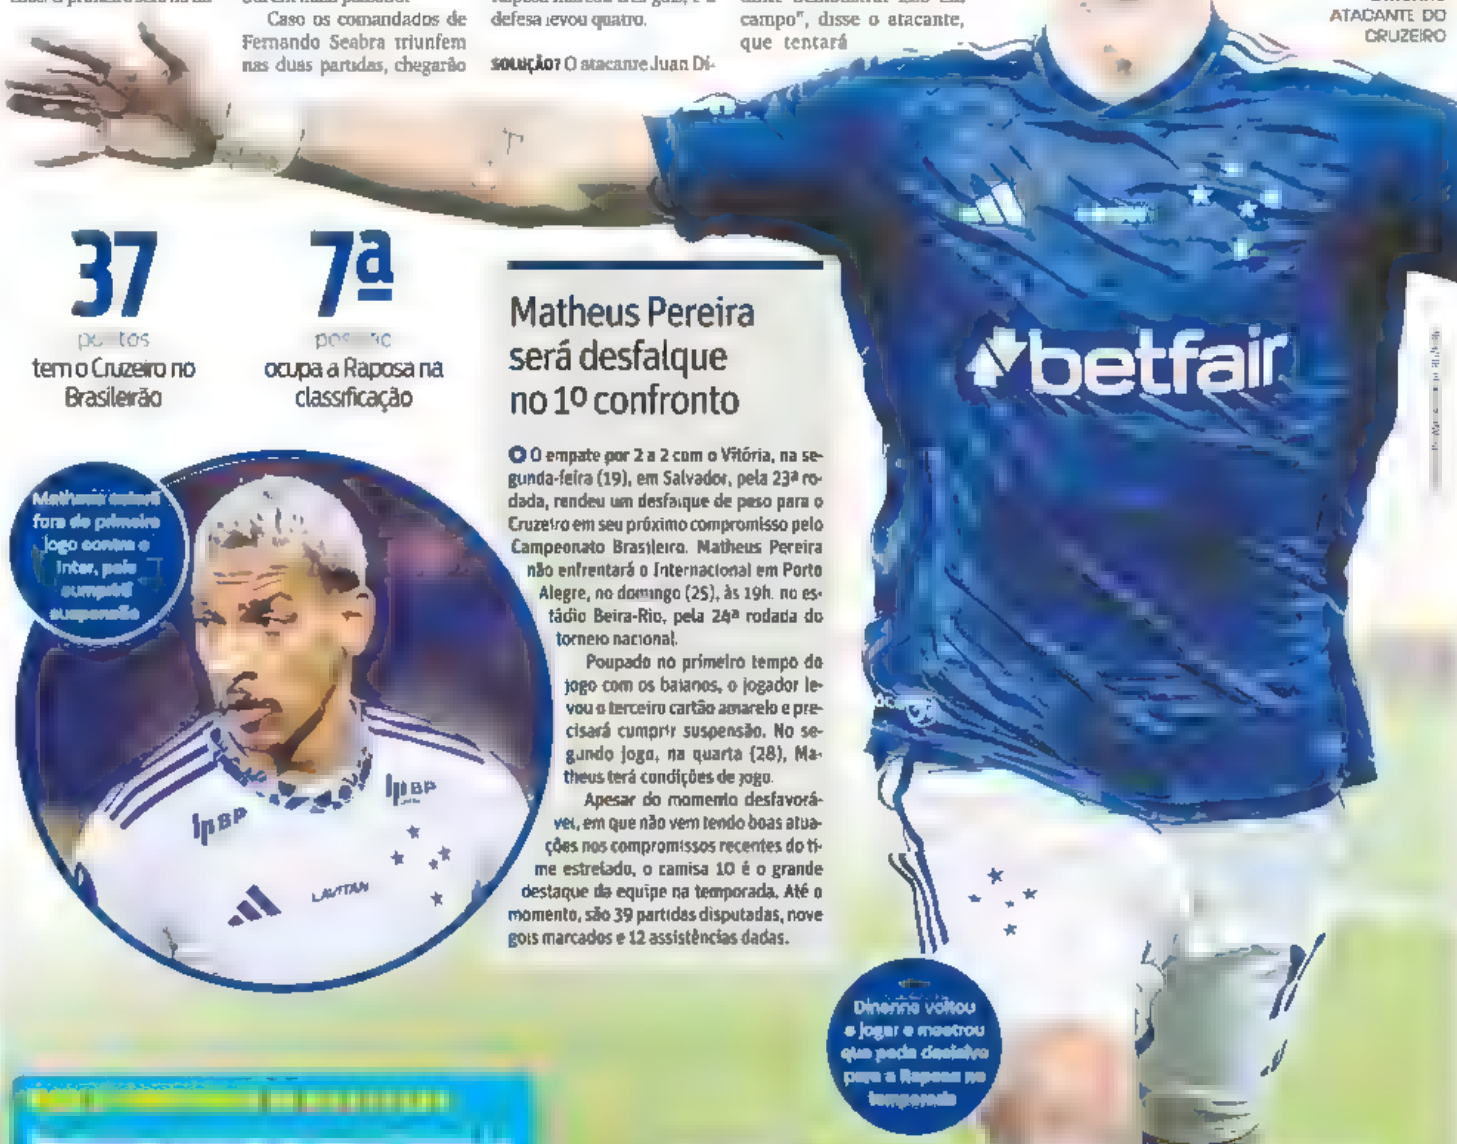 Caso os comandados de
Fernando Seabra triunfem
nas duas partidas, chegarão
defesa levou quatro.
SOLUÇÃO? O atacante Juan Di-
campo", disse o atacante,
que tentará
ATACANTE DO
CRUZEIRO
37
pontos
tem o Cruzeiro no
Brasileirão
7ª
posição
ocupa a Raposa na
classificação
Matheus Pereira
será desfalque
no 1º confronto
O empate por 2 a 2 com o Vitória, na se-
gunda-feira (19), em Salvador, pela 23ª ro-
dada, rendeu um desfalque de peso para o
Cruzeiro em seu próximo compromisso pelo
Campeonato Brasileiro. Matheus Pereira
não enfrentará o Internacional em Porto
Alegre, no domingo (25), às 19h, no es-
tádio Beira-Rio, pela 24ª rodada do
torneio nacional.
Poupado no primeiro tempo do
jogo com os baianos, o jogador le-
vou o terceiro cartão amarelo e pre-
cisará cumprir suspensão. No se-
gundo jogo, na quarta (28), Ma-
theus terá condições de jogo.
Apesar do momento desfavorá-
vel, em que não vem tendo boas atua-
ções nos compromissos recentes do ti-
me estrelado, o camisa 10 é o grande
destaque da equipe na temporada. Até o
momento, são 39 partidas disputadas, nove
gols marcados e 12 assistências dadas.
Matheus estará
fora do primeiro
jogo contra o
Inter, pois
cumprirá
suspensão
BP
BP
LAVITAN
betfair
Dinenno voltou
a jogar e mostrou
que pode decisivo
para a Raposa na
temporada